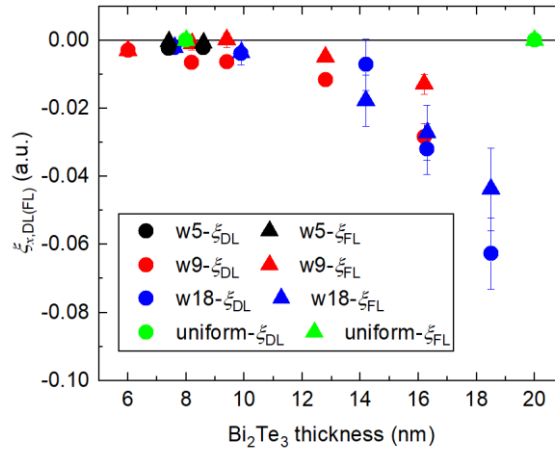 0.00
-0.02
-0.04
-0.06
-0.08
-0.10
ξx,DL(FL) (a.u.)
w5-ξDL w5-ξFL
w9-ξDL w9-ξFL
w18-ξDL w18-ξFL
uniform-ξDL uniform-ξFL
6 8 10 12 14 16 18 20
Bi2Te3 thickness (nm)